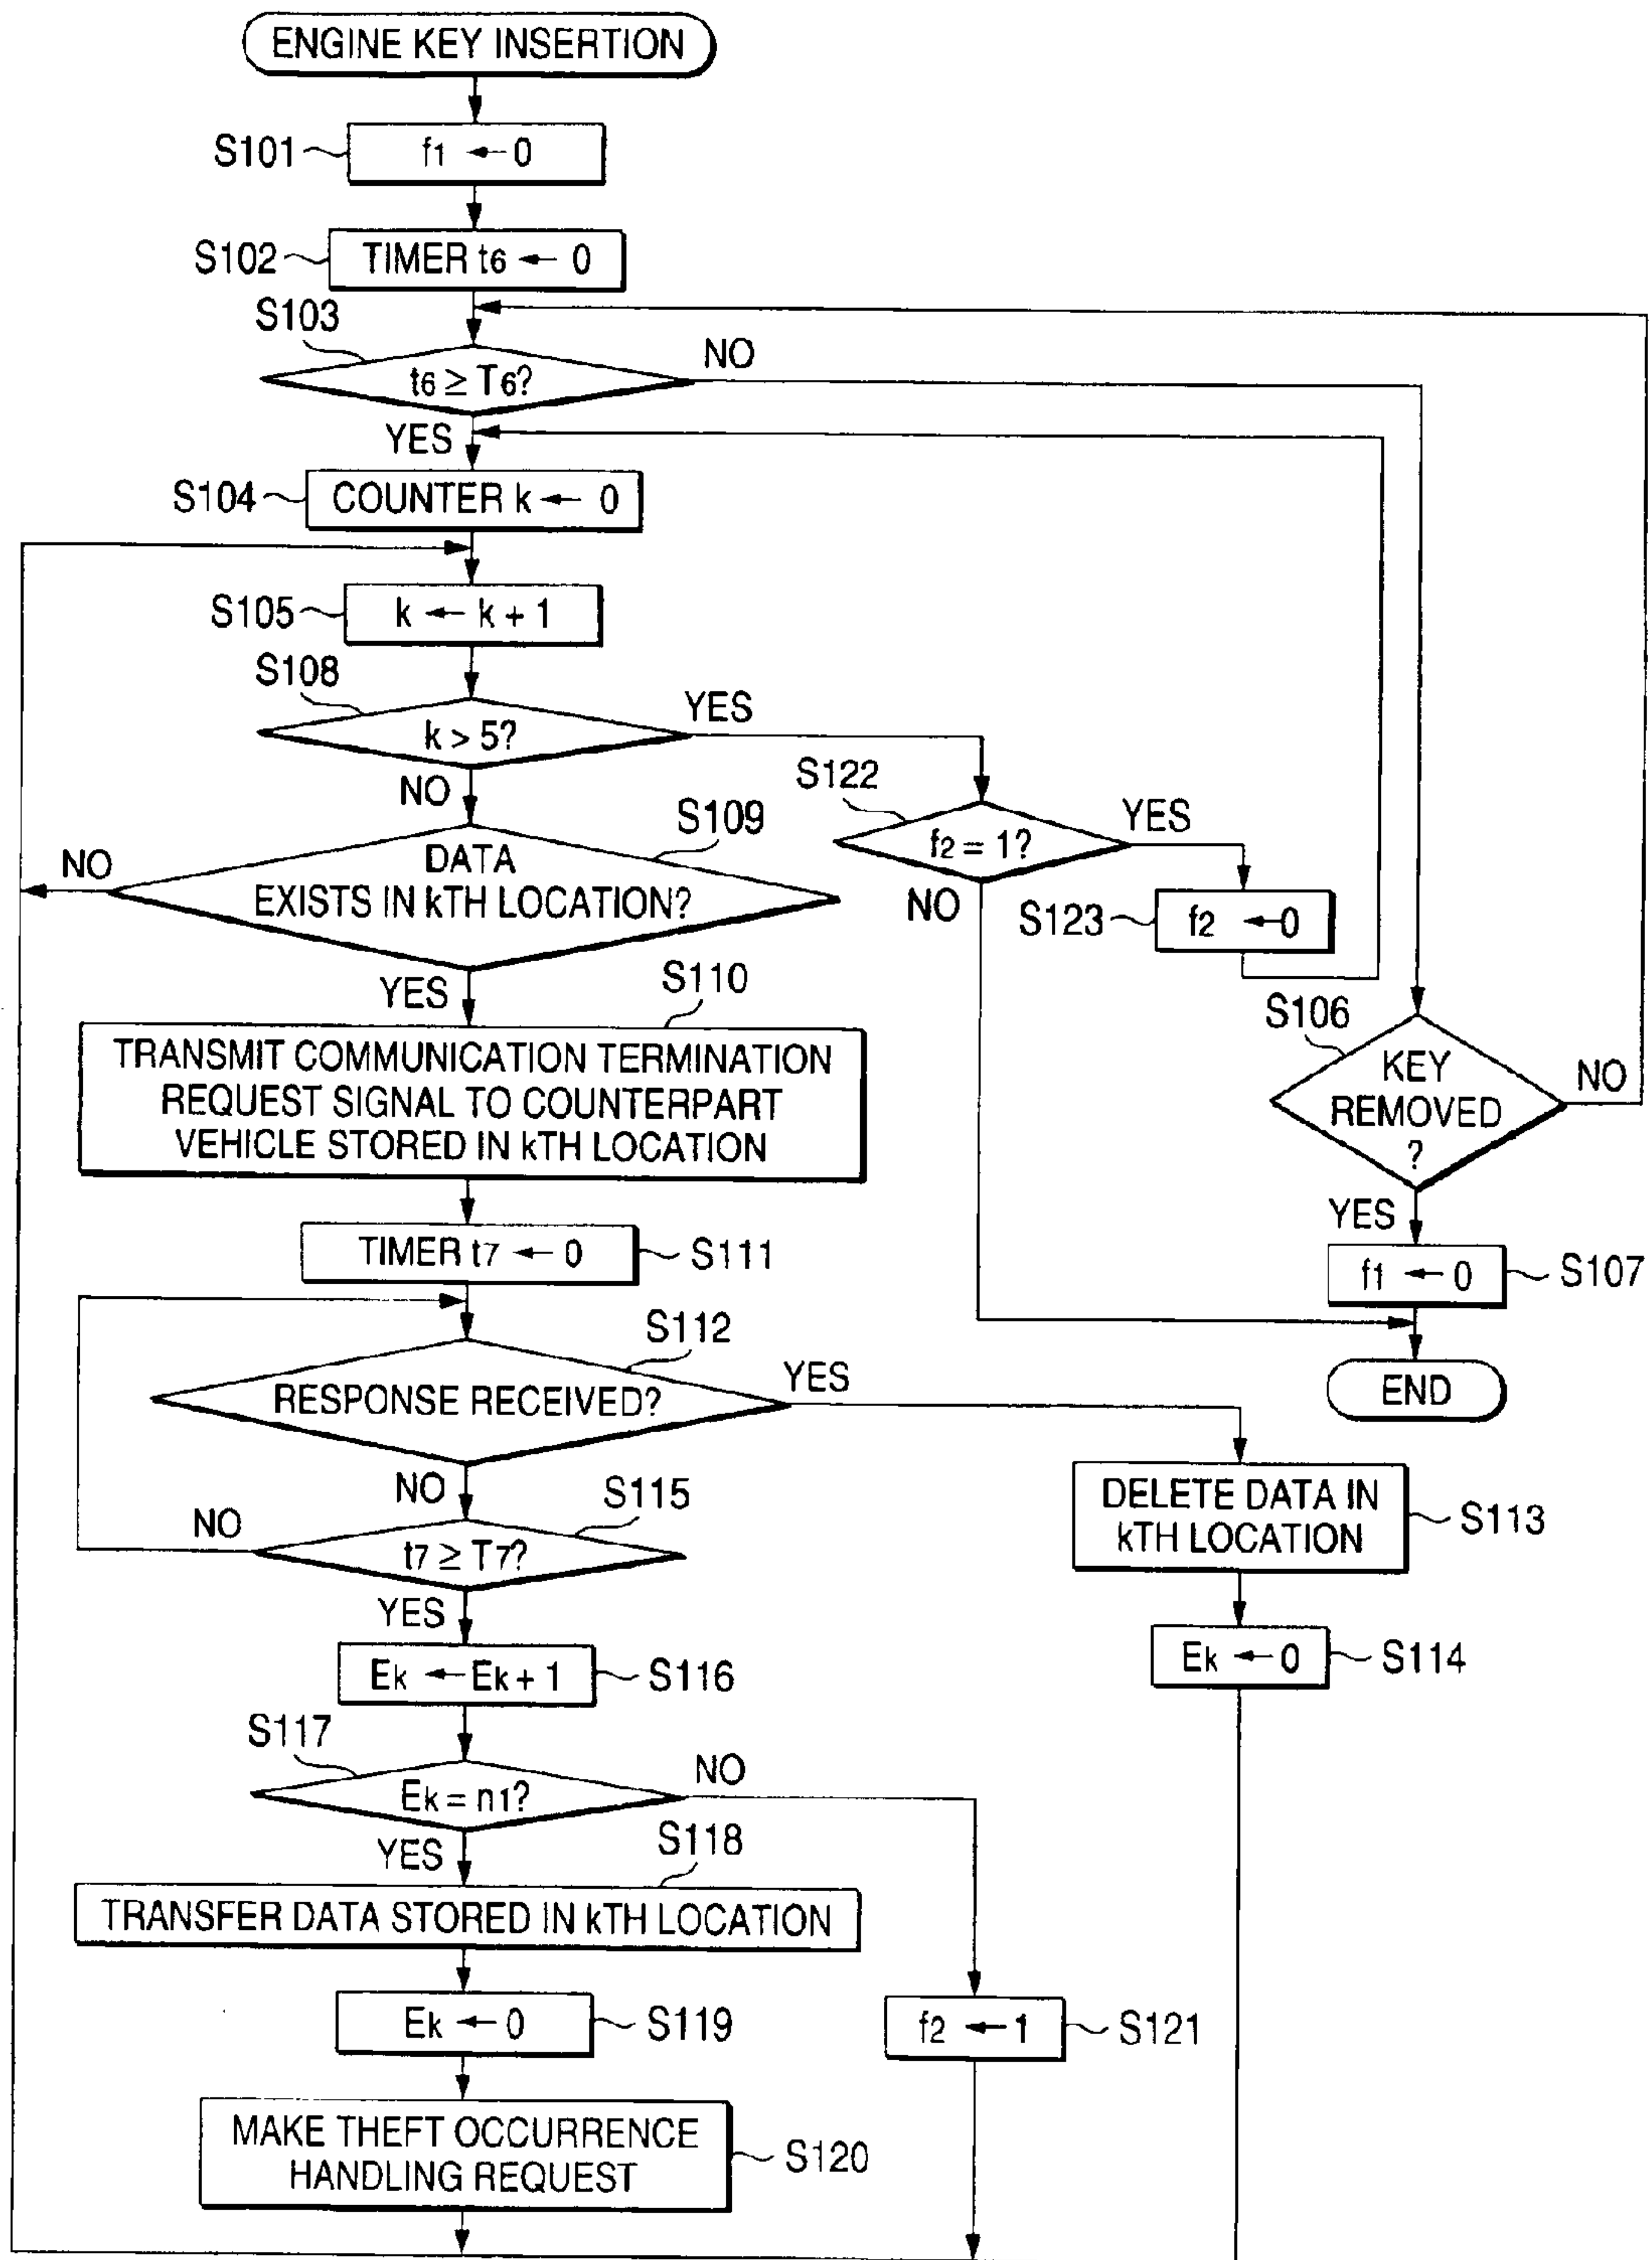 ENGINE KEY INSERTION
S101
f1 ← 0
S102
TIMER t6 ← 0
S103
t6 ≥ T6?
NO
YES
S104
COUNTER k ← 0
S105
k ← k + 1
S108
k > 5?
YES
NO
S122
f2 = 1?
YES
NO
S123
f2 ← 0
S109
DATA
EXISTS IN kTH LOCATION?
NO
YES
S110
TRANSMIT COMMUNICATION TERMINATION
REQUEST SIGNAL TO COUNTERPART
VEHICLE STORED IN kTH LOCATION
S106
KEY
REMOVED
?
NO
YES
f1 ← 0
S107
END
TIMER t7 ← 0
S111
S112
RESPONSE RECEIVED?
YES
NO
DELETE DATA IN
kTH LOCATION
S113
Ek ← 0
S114
S115
t7 ≥ T7?
NO
YES
Ek ← Ek + 1
S116
S117
Ek = n1?
NO
YES
S118
TRANSFER DATA STORED IN kTH LOCATION
Ek ← 0
S119
f2 ← 1
S121
MAKE THEFT OCCURRENCE
HANDLING REQUEST
S120